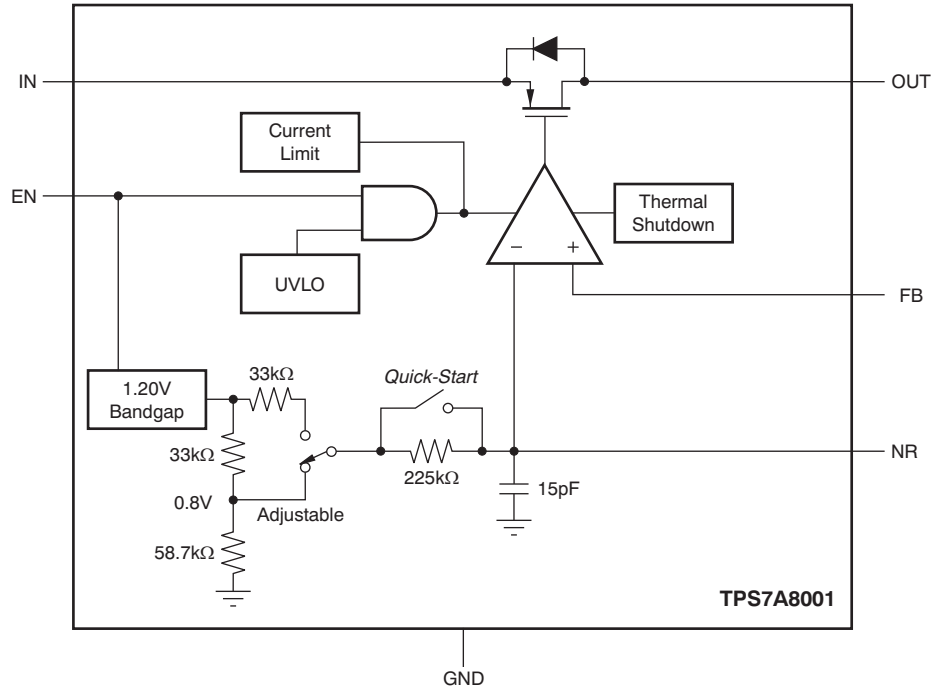 IN
OUT
Current
Limit
EN
Thermal
Shutdown
UVLO
−
+
FB
1.20V
Bandgap
33kΩ
Quick-Start
33kΩ
225kΩ
NR
0.8V
Adjustable
15pF
58.7kΩ
TPS7A8001
GND